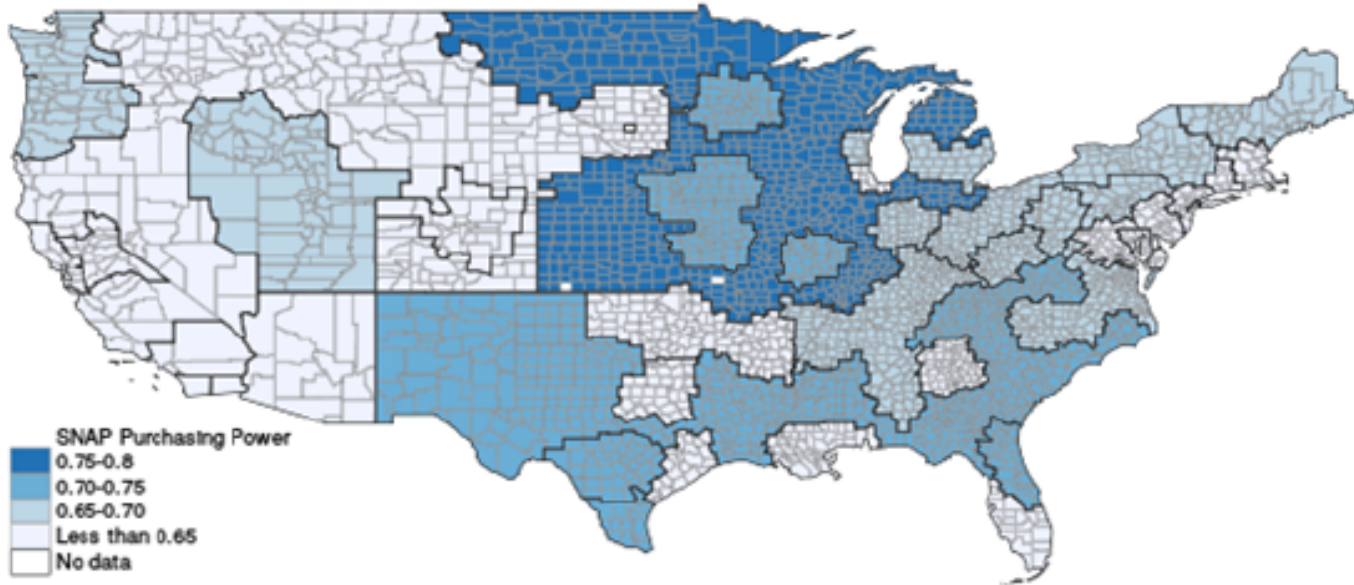 SNAP Purchasing Power
0.75-0.8
0.70-0.75
0.65-0.70
Less than 0.65
No data